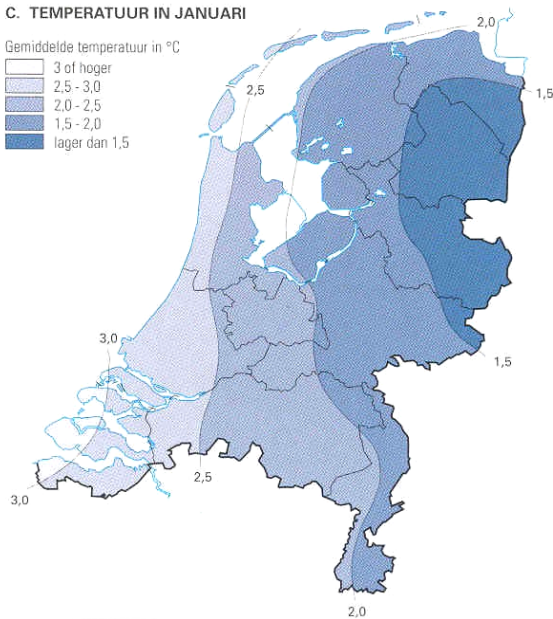 C. TEMPERATUUR IN JANUARI
Gemiddelde temperatuur in °C
3 of hoger
2,5 - 3,0
2,0 - 2,5
1,5 - 2,0
lager dan 1,5
2,0
2,5
1,5
3,0
1,5
2,5
3,0
2,0